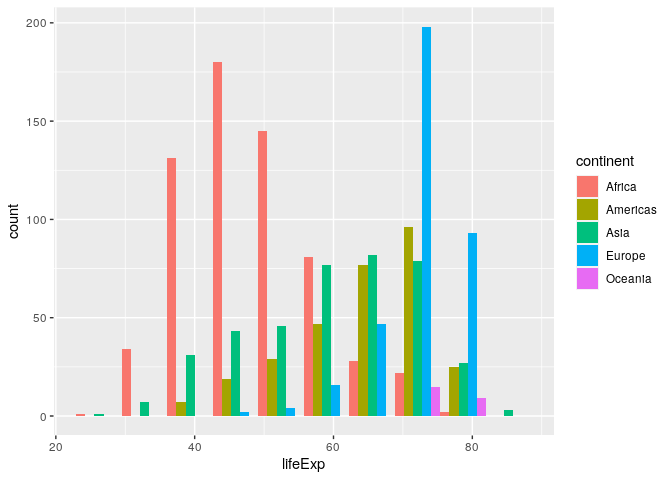 200
150
100
50
0
count
20
40
60
80
lifeExp
continent
Africa
Americas
Asia
Europe
Oceania